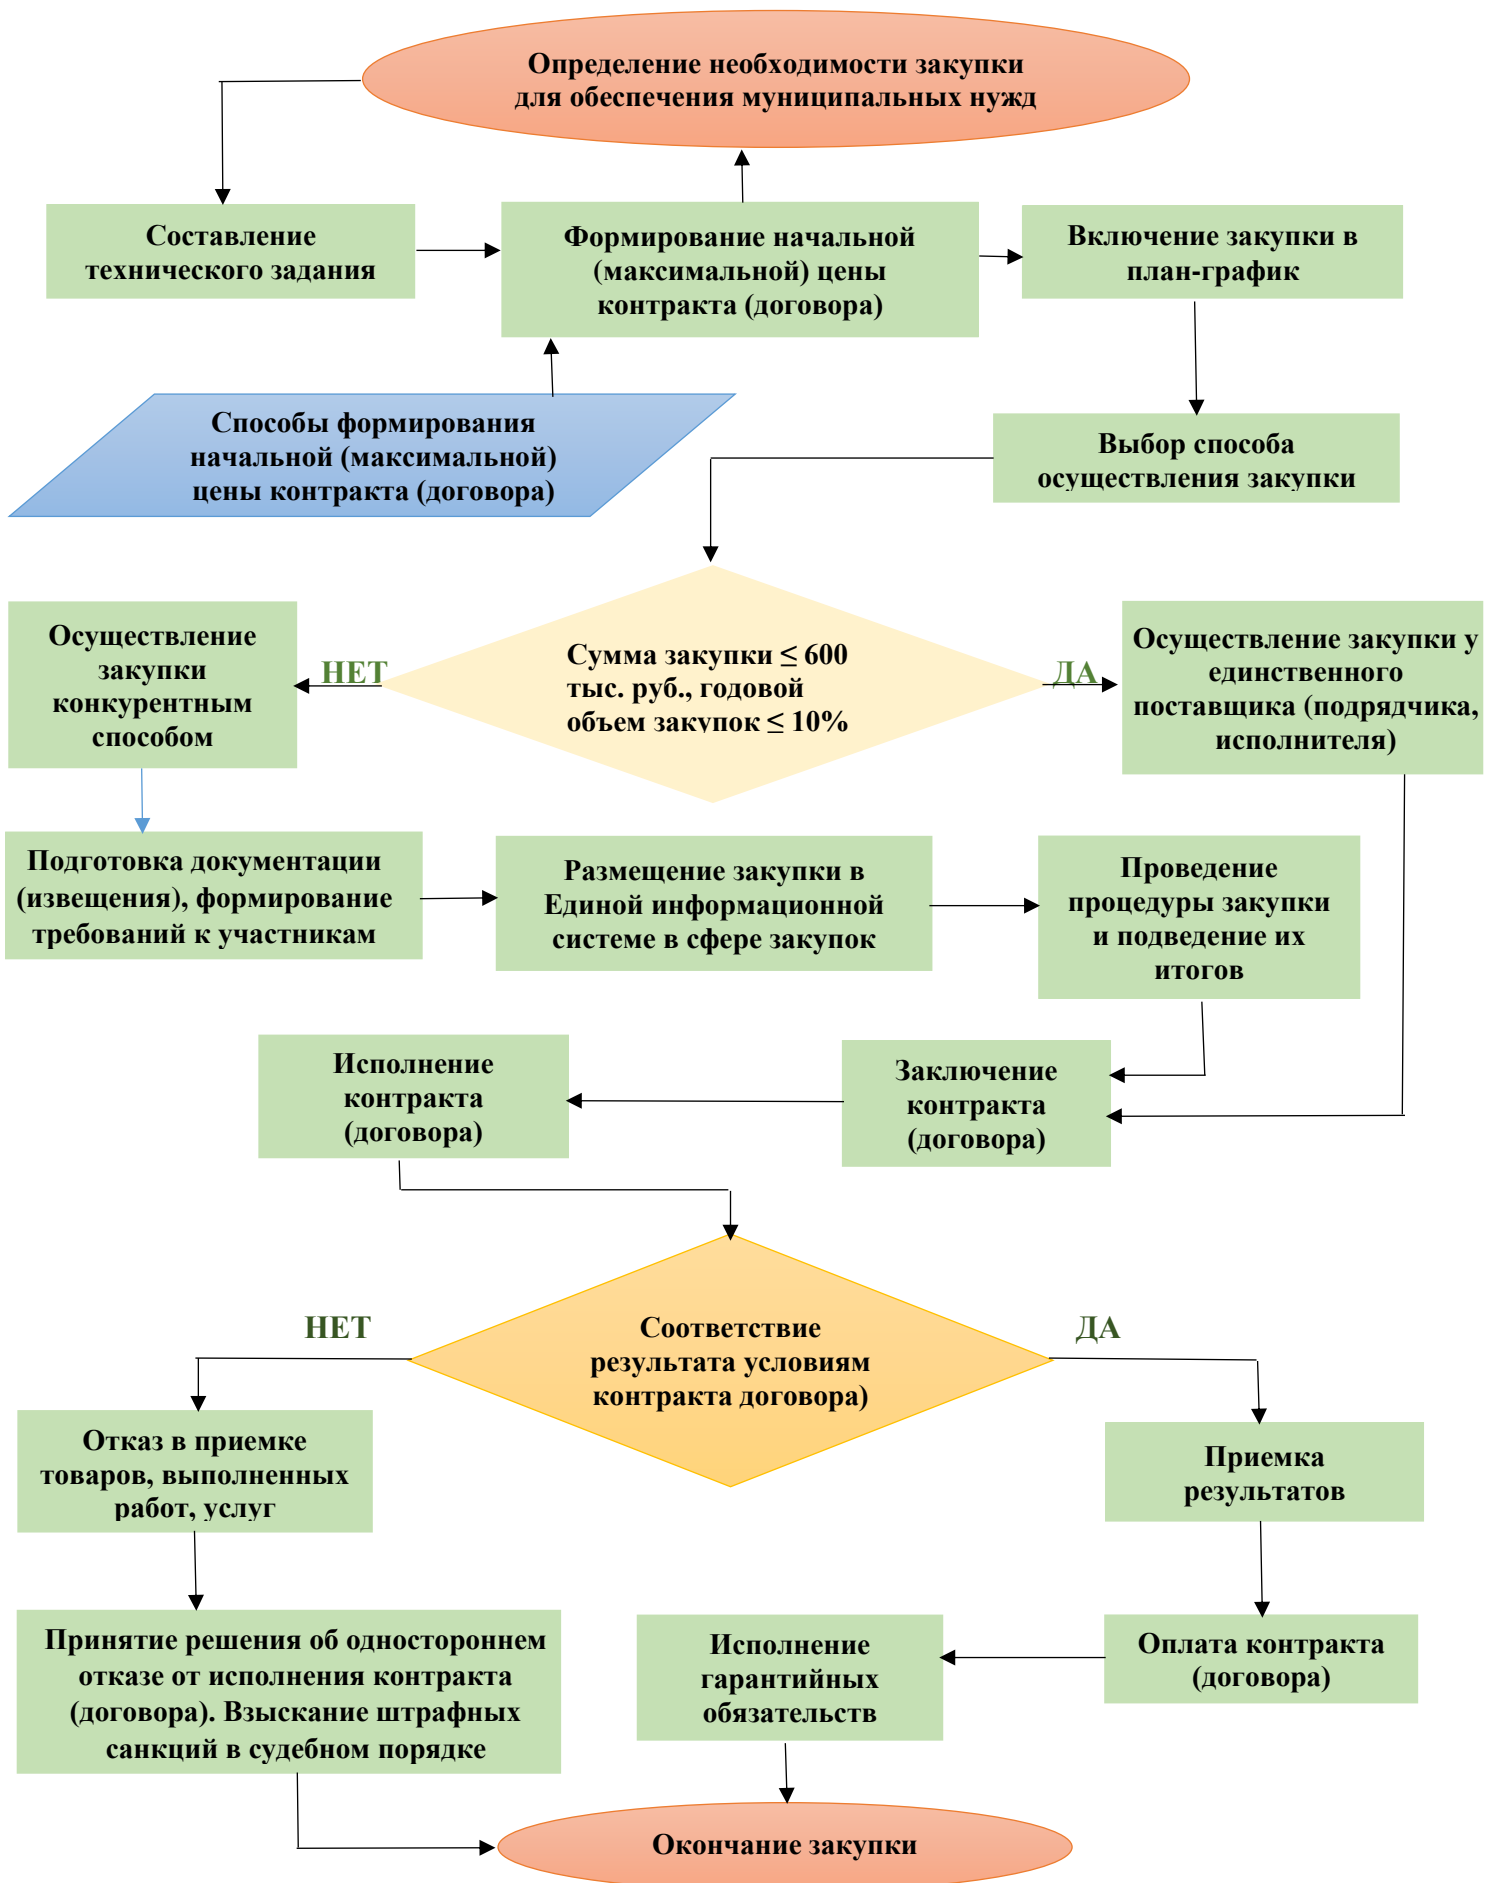 Определение необходимости закупки
для обеспечения муниципальных нужд
Составление
технического задания
Формирование начальной
(максимальной) цены
контракта (договора)
Включение закупки в
план-график
Способы формирования
начальной (максимальной)
цены контракта (договора)
Выбор способа
осуществления закупки
Осуществление
закупки
конкурентным
способом
НЕТ
Сумма закупки ≤ 600
тыс. руб., годовой
объем закупок ≤ 10%
ДА
Осуществление закупки у
единственного
поставщика (подрядчика,
исполнителя)
Подготовка документации
(извещения), формирование
требований к участникам
Размещение закупки в
Единой информационной
системе в сфере закупок
Проведение
процедуры закупки
и подведение их
итогов
Исполнение
контракта
(договора)
Заключение
контракта
(договора)
НЕТ
Соответствие
результата условиям
контракта договора)
ДА
Отказ в приемке
товаров, выполненных
работ, услуг
Приемка
результатов
Принятие решения об одностороннем
отказе от исполнения контракта
(договора). Взыскание штрафных
санкций в судебном порядке
Исполнение
гарантийных
обязательств
Оплата контракта
(договора)
Окончание закупки